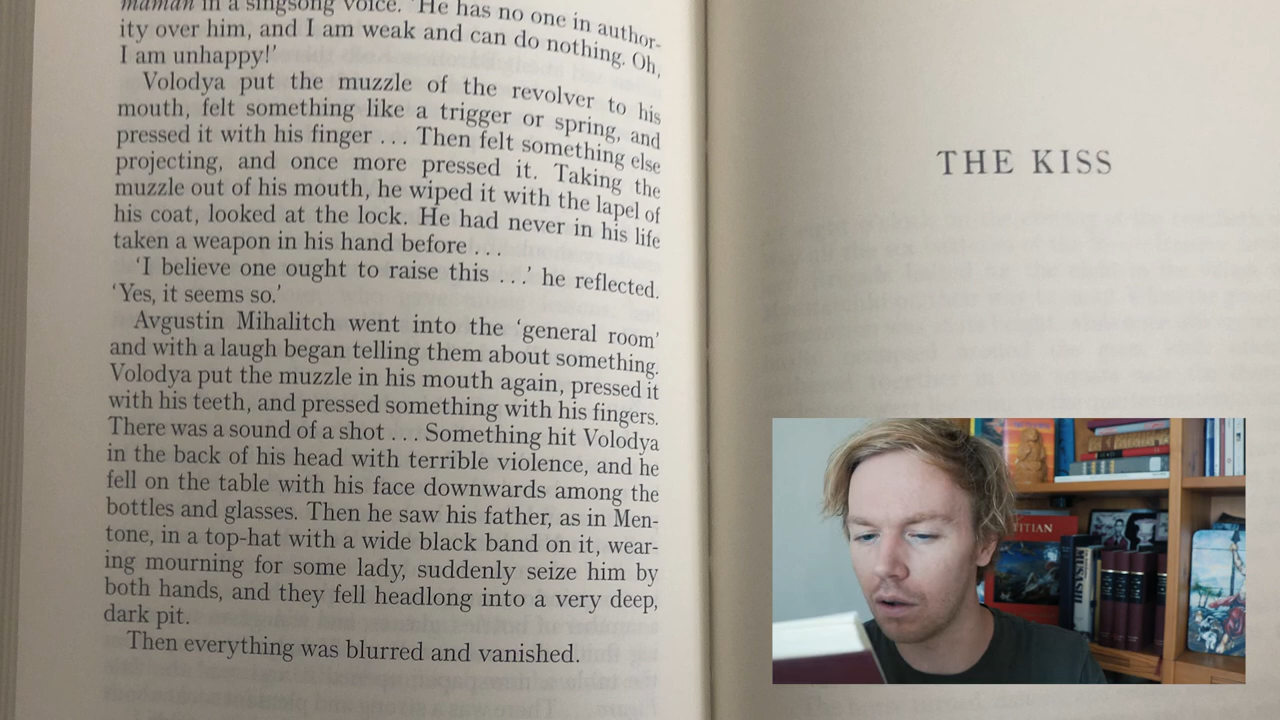 maman in a singsong voice. 'He has no one in author-
ity over him, and I am weak and can do nothing. Oh,
I am unhappy!'
Volodya put the muzzle of the revolver to his
mouth, felt something like a trigger or spring, and
pressed it with his finger ... Then felt something else
projecting, and once more pressed it. Taking the
muzzle out of his mouth, he wiped it with the lapel of
his coat, looked at the lock. He had never in his life
taken a weapon in his hand before ...
'I believe one ought to raise this ...' he reflected.
'Yes, it seems so.'
Avgustin Mihalitch went into the 'general room'
and with a laugh began telling them about something.
Volodya put the muzzle in his mouth again, pressed it
with his teeth, and pressed something with his fingers.
There was a sound of a shot ... Something hit Volodya
in the back of his head with terrible violence, and he
fell on the table with his face downwards among the
bottles and glasses. Then he saw his father, as in Men-
tone, in a top-hat with a wide black band on it, wear-
ing mourning for some lady, suddenly seize him by
both hands, and they fell headlong into a very deep,
dark pit.
Then everything was blurred and vanished.
THE KISS
TITIAN